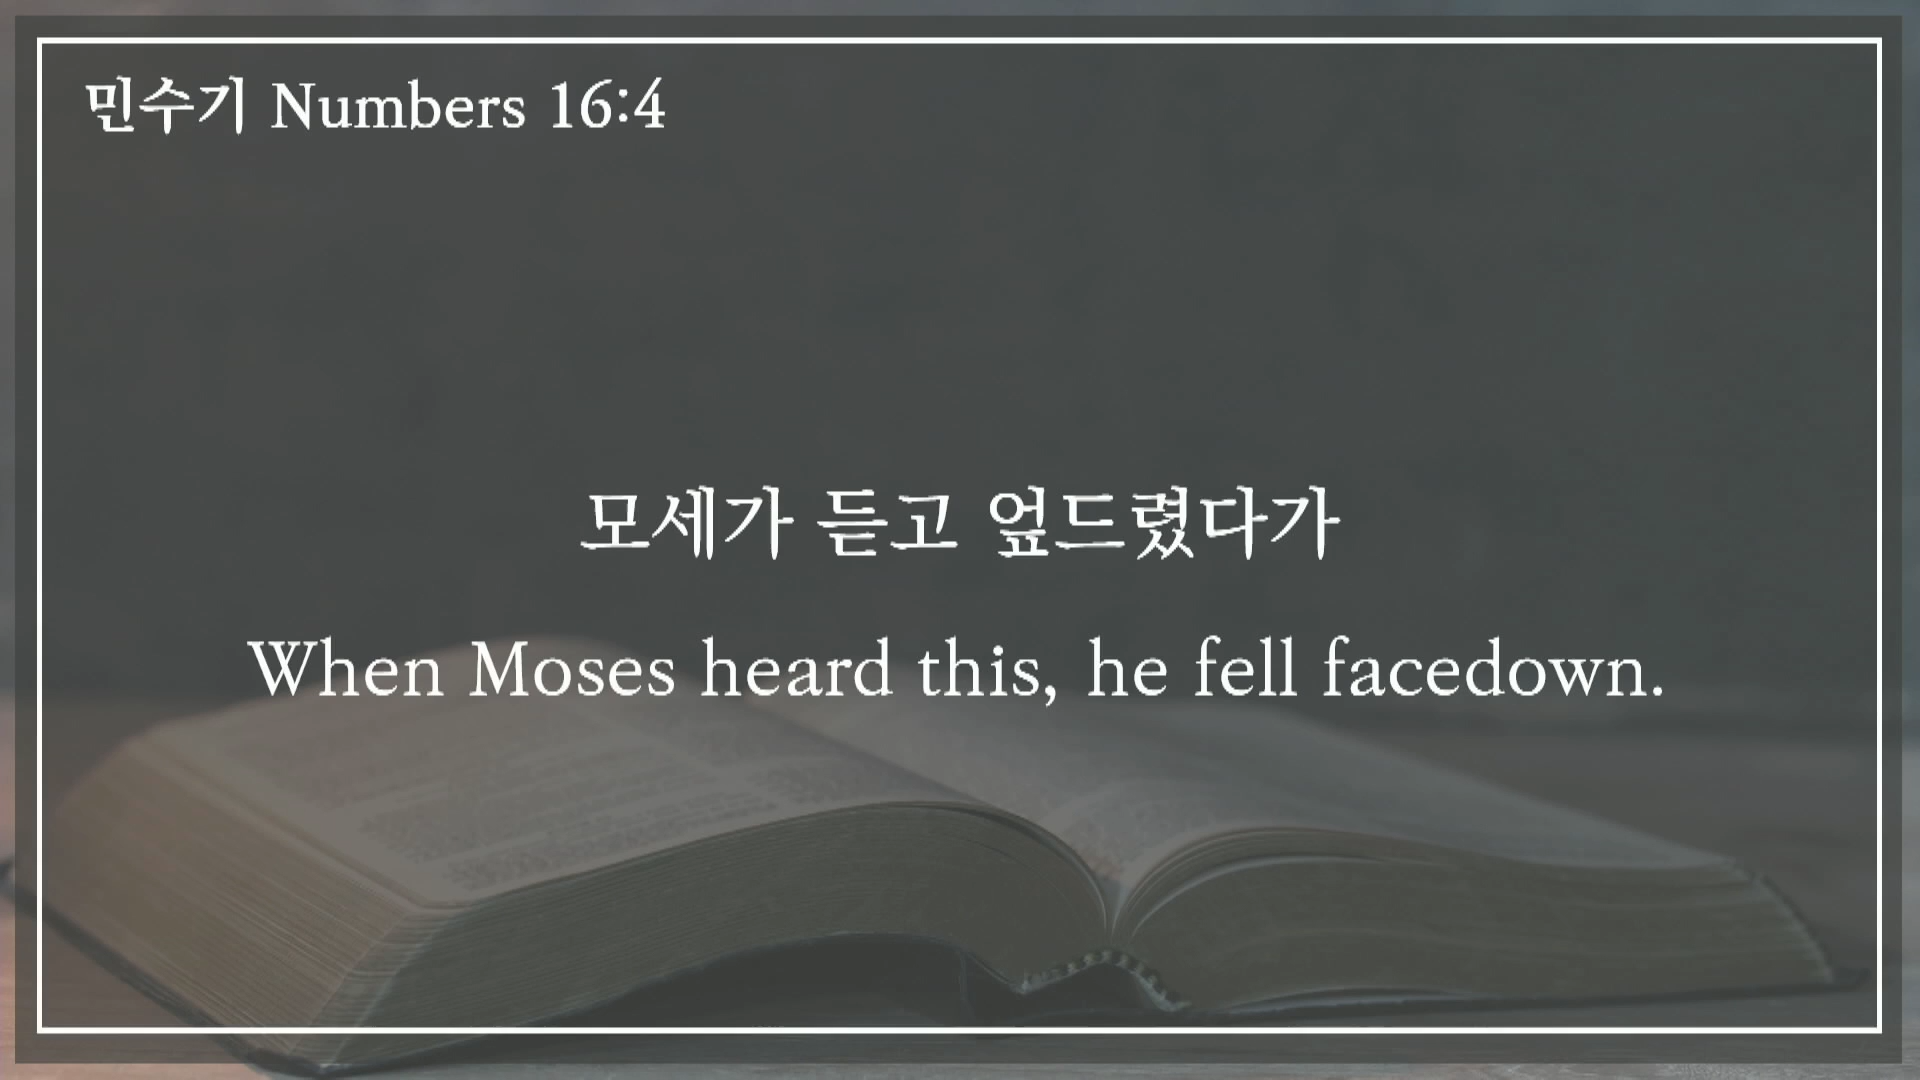 민수기 Numbers 16:4
모세가 듣고 엎드렸다가
When Moses heard this, he fell facedown.